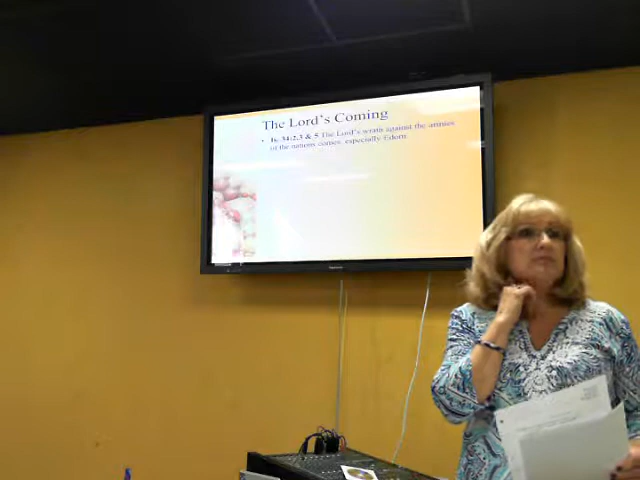 The Lord's Coming
• Is. 34:2,3 & 5 The Lord's wrath against the armies
of the nations comes especially Edom